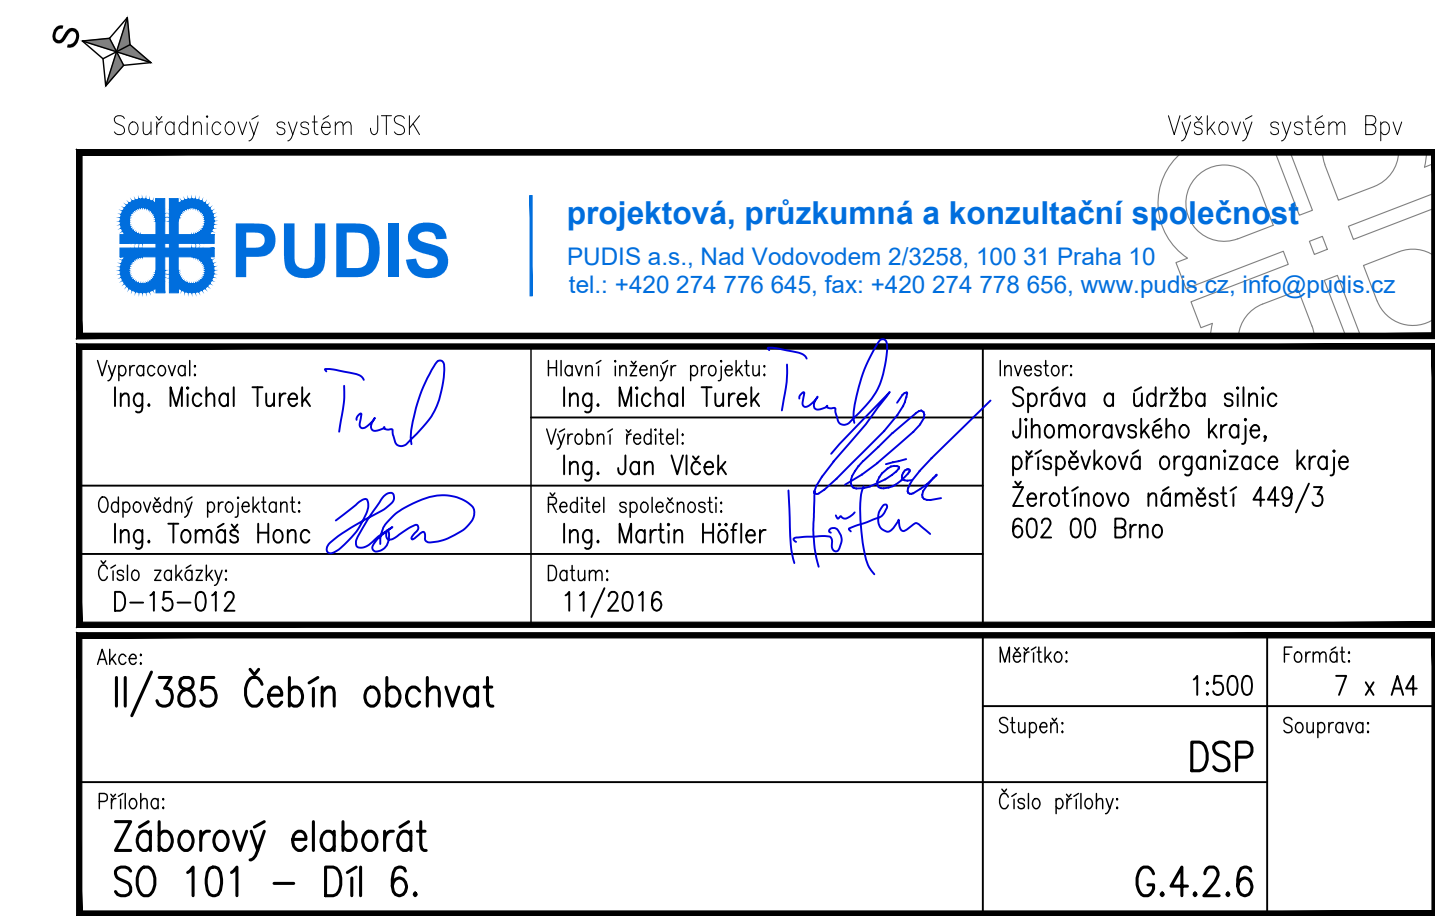 S
Souřadnicový systém JTSK
Výškový systém Bpv
PUDIS
projektová, průzkumná a konzultační společnost
PUDIS a.s., Nad Vodovodem 2/3258, 100 31 Praha 10
tel.: +420 274 776 645, fax: +420 274 778 656, www.pudis.cz, info@pudis.cz
Vypracoval:
Ing. Michal Turek
Hlavní inženýr projektu:
Ing. Michal Turek
Výrobní ředitel:
Ing. Jan Vlček
Odpovědný projektant:
Ing. Tomáš Honc
Ředitel společnosti:
Ing. Martin Höfler
Číslo zakázky:
D-15-012
Datum:
11/2016
Investor:
Správa a údržba silnic
Jihomoravského kraje,
příspěvková organizace kraje
Žerotínovo náměstí 449/3
602 00 Brno
Akce:
II/385 Čebín obchvat
Měřítko:
1:500
Formát:
7 x A4
Stupeň:
DSP
Souprava:
Příloha:
Záborový elaborát
SO 101 – Díl 6.
Číslo přílohy:
G.4.2.6